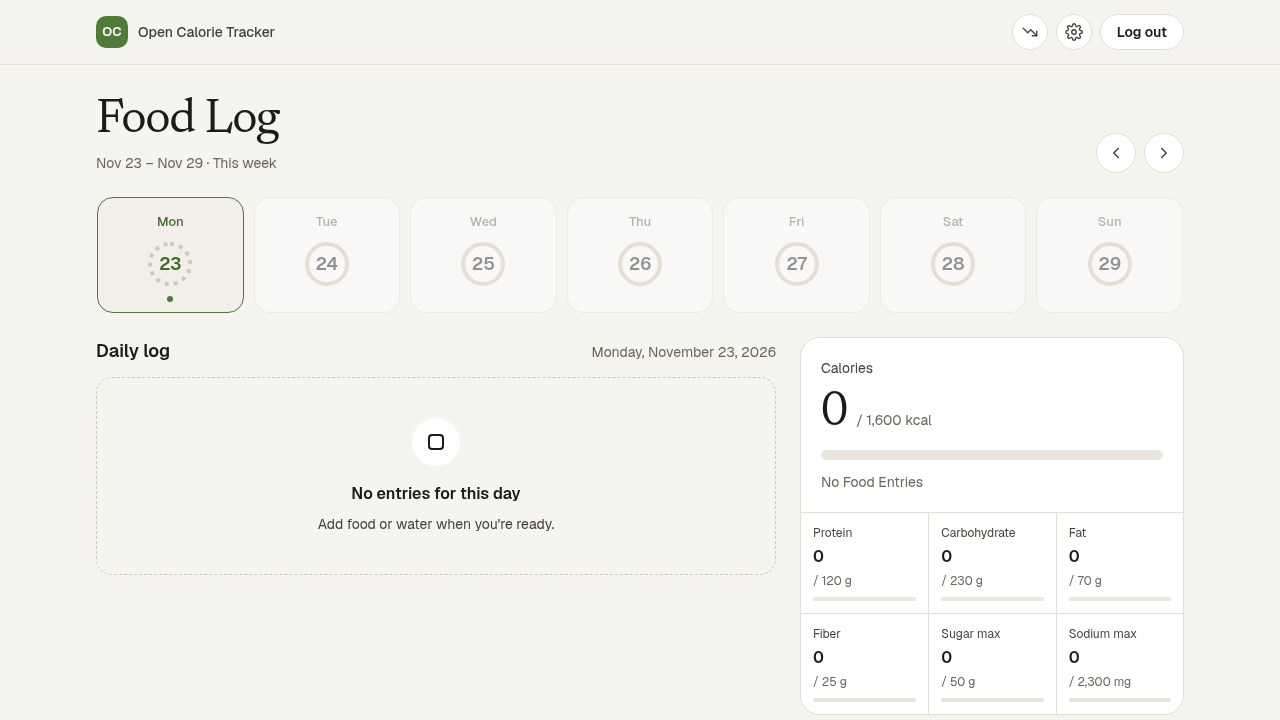 OC Open Calorie Tracker
Log out
Food Log
Nov 23 – Nov 29 · This week
Mon Tue Wed Thu Fri Sat Sun
23 24 25 26 27 28 29
Daily log
Monday, November 23, 2026
No entries for this day
Add food or water when you're ready.
Calories
0 / 1,600 kcal
No Food Entries
Protein
0
/ 120 g
Carbohydrate
0
/ 230 g
Fat
0
/ 70 g
Fiber
0
/ 25 g
Sugar max
0
/ 50 g
Sodium max
0
/ 2,300 mg